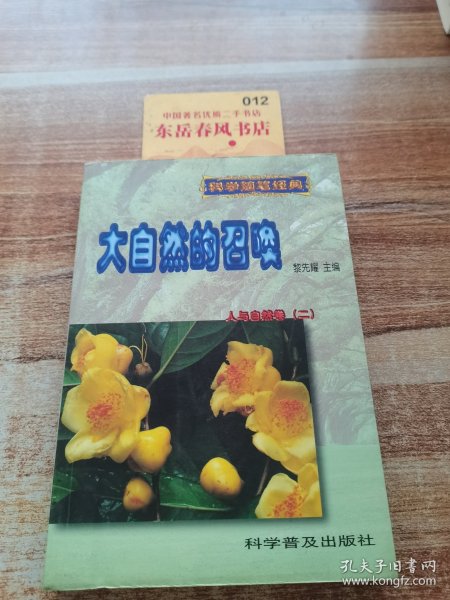 012
中国著名优质二手书店
东岳春风书店
科学随笔经典
大自然的召唤
黎先耀 主编
人与自然卷（二）
科学普及出版社
孔夫子旧书网
www.kongfz.com